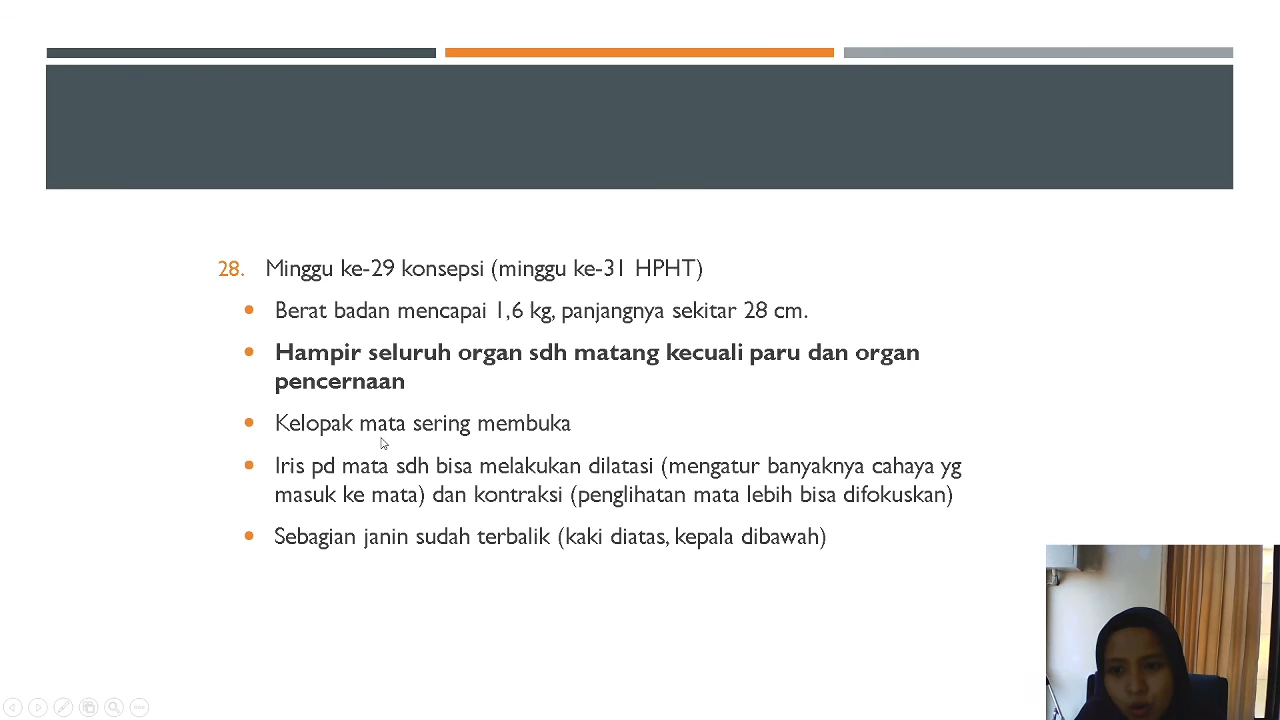 28. Minggu ke-29 konsepsi (minggu ke-31 HPHT)
• Berat badan mencapai 1,6 kg, panjangnya sekitar 28 cm.
• Hampir seluruh organ sdh matang kecuali paru dan organ
pencernaan
• Kelopak mata sering membuka
• Iris pd mata sdh bisa melakukan dilatasi (mengatur banyaknya cahaya yg
masuk ke mata) dan kontraksi (penglihatan mata lebih bisa difokuskan)
• Sebagian janin sudah terbalik (kaki diatas, kepala dibawah)